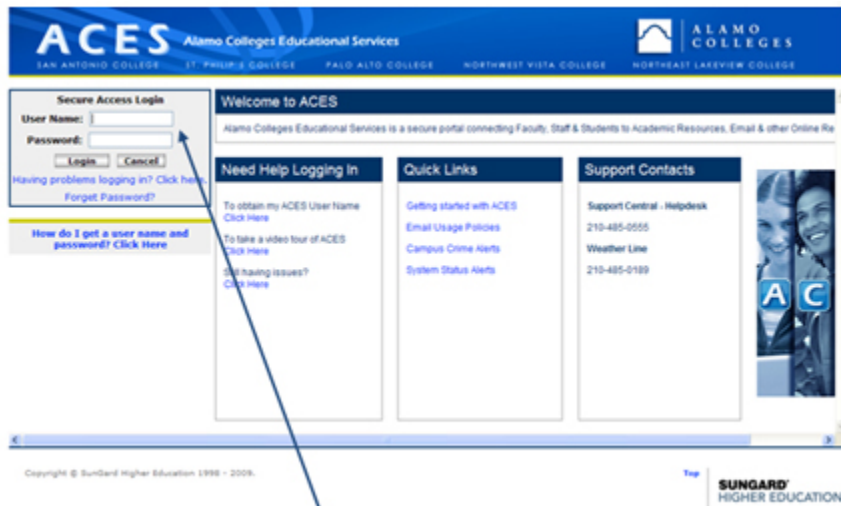 ACES Alamo Colleges Educational Services
ALAMO
COLLEGES
SAN ANTONIO COLLEGE ST. PHILIP'S COLLEGE PALO ALTO COLLEGE NORTHWEST VISTA COLLEGE NORTHEAST LAKEVIEW COLLEGE
Secure Access Login
User Name:
Password:
Login Cancel
Having problems logging in? Click here.
Forget Password?
How do I get a user name and
password? Click Here
Welcome to ACES
Alamo Colleges Educational Services is a secure portal connecting Faculty, Staff & Students to Academic Resources, Email & other Online Re
Need Help Logging In
To obtain my ACES User Name
Click Here
To take a video tour of ACES
Click Here
Still having issues?
Click Here
Quick Links
Getting started with ACES
Email Usage Policies
Campus Crime Alerts
System Status Alerts
Support Contacts
Support Central - Helpdesk
210-485-0555
Weather Line
210-485-0189
A C
Copyright © SunGard Higher Education 1998 - 2009.
Top
SUNGARD'
HIGHER EDUCATION